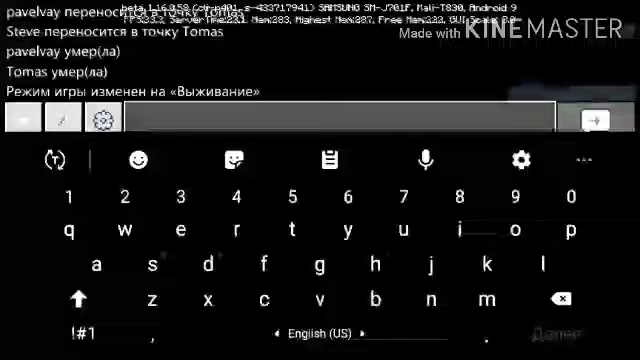 pavelvay переносится в точку Tomas
Steve переносится в точку Tomas
pavelvay умер(ла)
Tomas умер(ла)
Режим игры изменен на «Выживание»
Made with KINEMASTER
1 2 3 4 5 6 7 8 9 0
q w e r t y u i o p
a s d f g h j k l
z x c v b n m
!#1 , English (US) . Далее